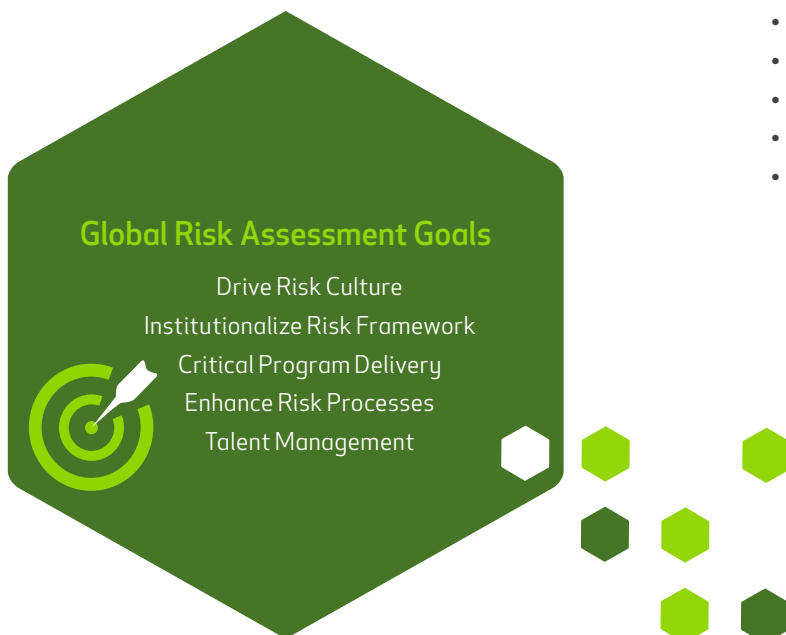 Global Risk Assessment Goals
Drive Risk Culture
Institutionalize Risk Framework
Critical Program Delivery
Enhance Risk Processes
Talent Management